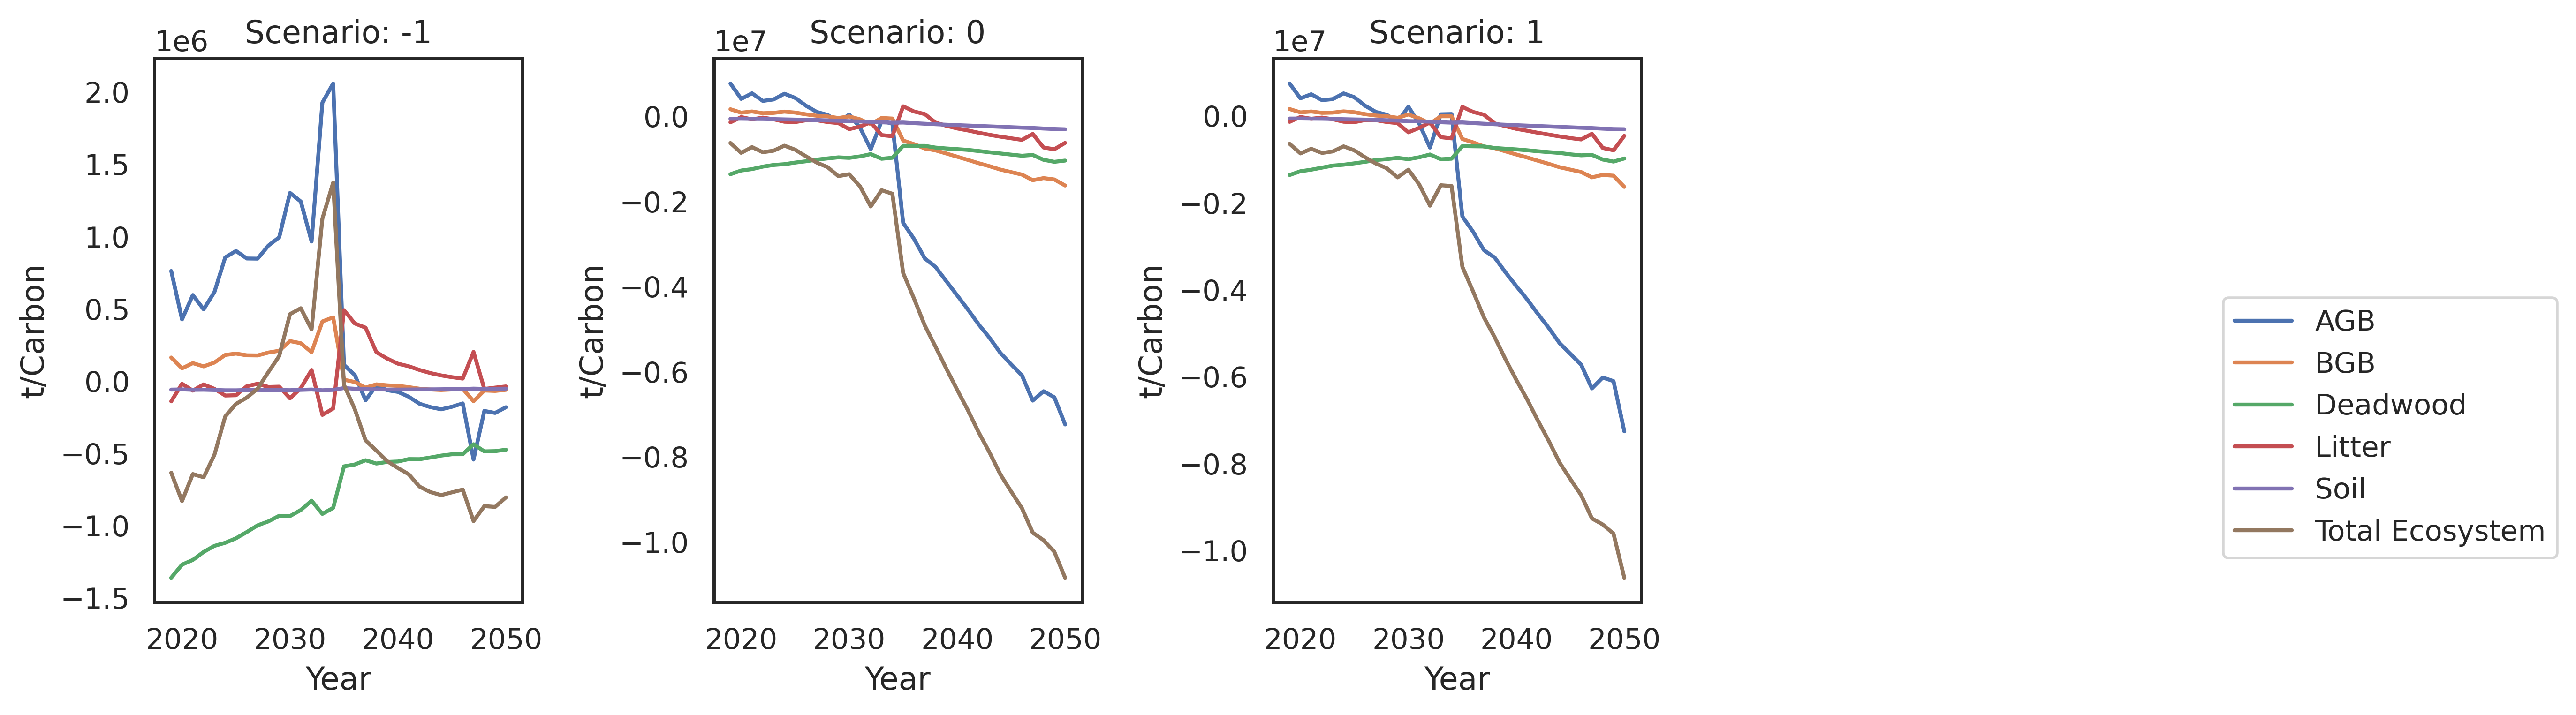 Scenario: -1
1e6
2.0
1.5
1.0
0.5
0.0
−0.5
−1.0
−1.5
t/Carbon
2020 2030 2040 2050
Year
Scenario: 0
1e7
0.0
−0.2
−0.4
−0.6
−0.8
−1.0
t/Carbon
2020 2030 2040 2050
Year
Scenario: 1
1e7
0.0
−0.2
−0.4
−0.6
−0.8
−1.0
t/Carbon
2020 2030 2040 2050
Year
AGB
BGB
Deadwood
Litter
Soil
Total Ecosystem